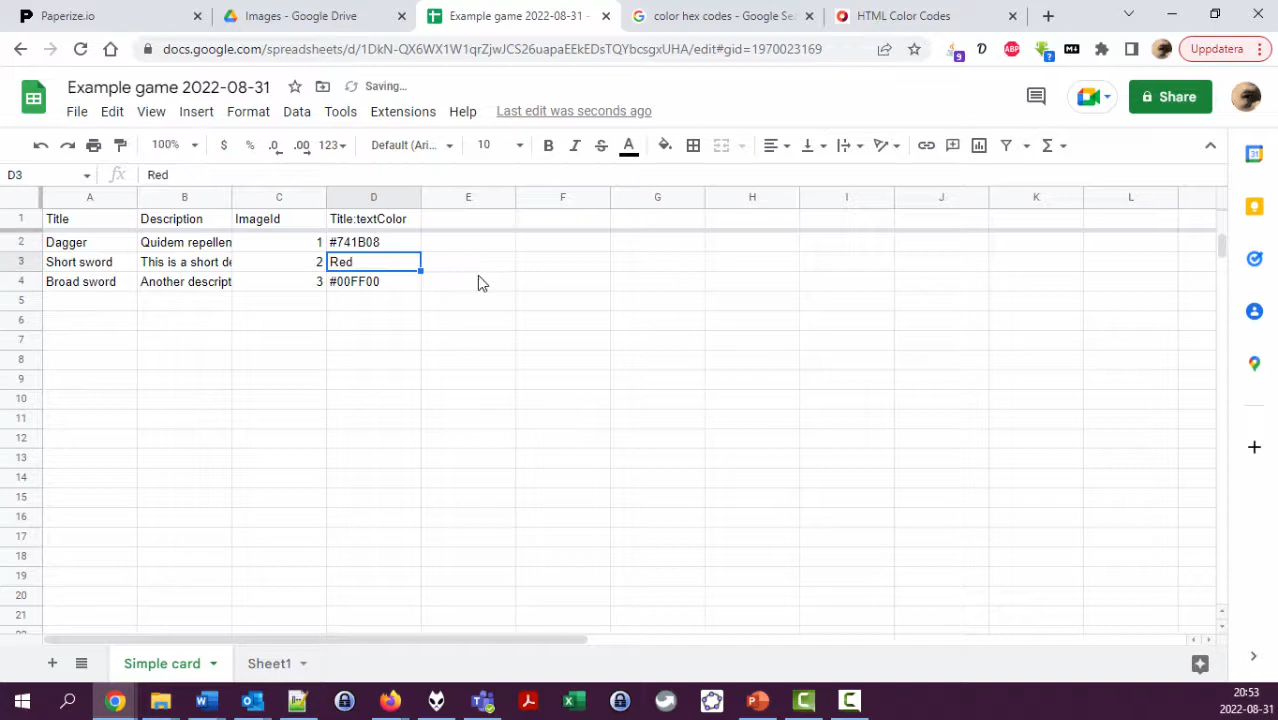 Paperize.io
Images - Google Drive
Example game 2022-08-31 -
color hex codes - Google Se
HTML Color Codes
docs.google.com/spreadsheets/d/1DkN-QX6WX1W1qrZjwJCS26uapaEEkEDsTQYbcsgxUHA/edit#gid=1970023169
9
ABP
?
Uppdatera
Example game 2022-08-31
Saving...
File Edit View Insert Format Data Tools Extensions Help Last edit was seconds ago
Share
100% $ % .0 .00 123 Default (Ari... 10 B I S A
D3 fx Red
A B C D E F G H I J K L
1 Title Description ImageId Title:textColor
2 Dagger Quidem repellen 1 #741B08
3 Short sword This is a short de 2 Red
4 Broad sword Another descript 3 #00FF00
5
6
7
8
9
10
11
12
13
14
15
16
17
18
19
20
21
31
Simple card Sheet1
20:53
2022-08-31